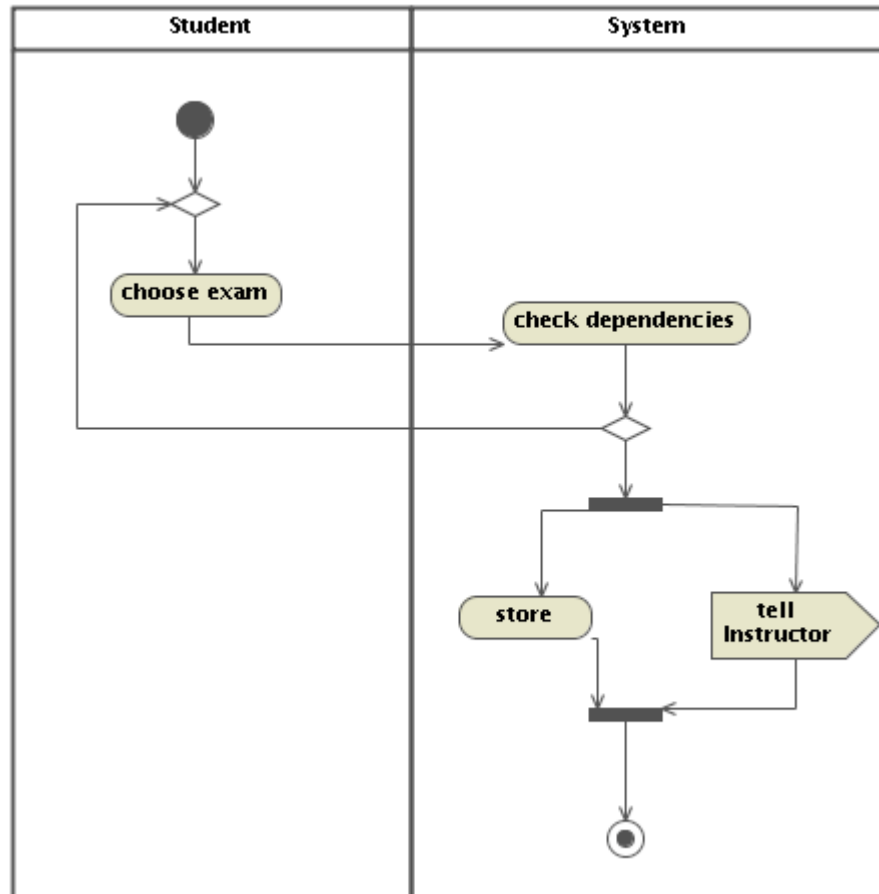 Student
System
choose exam
check dependencies
store
tell
Instructor